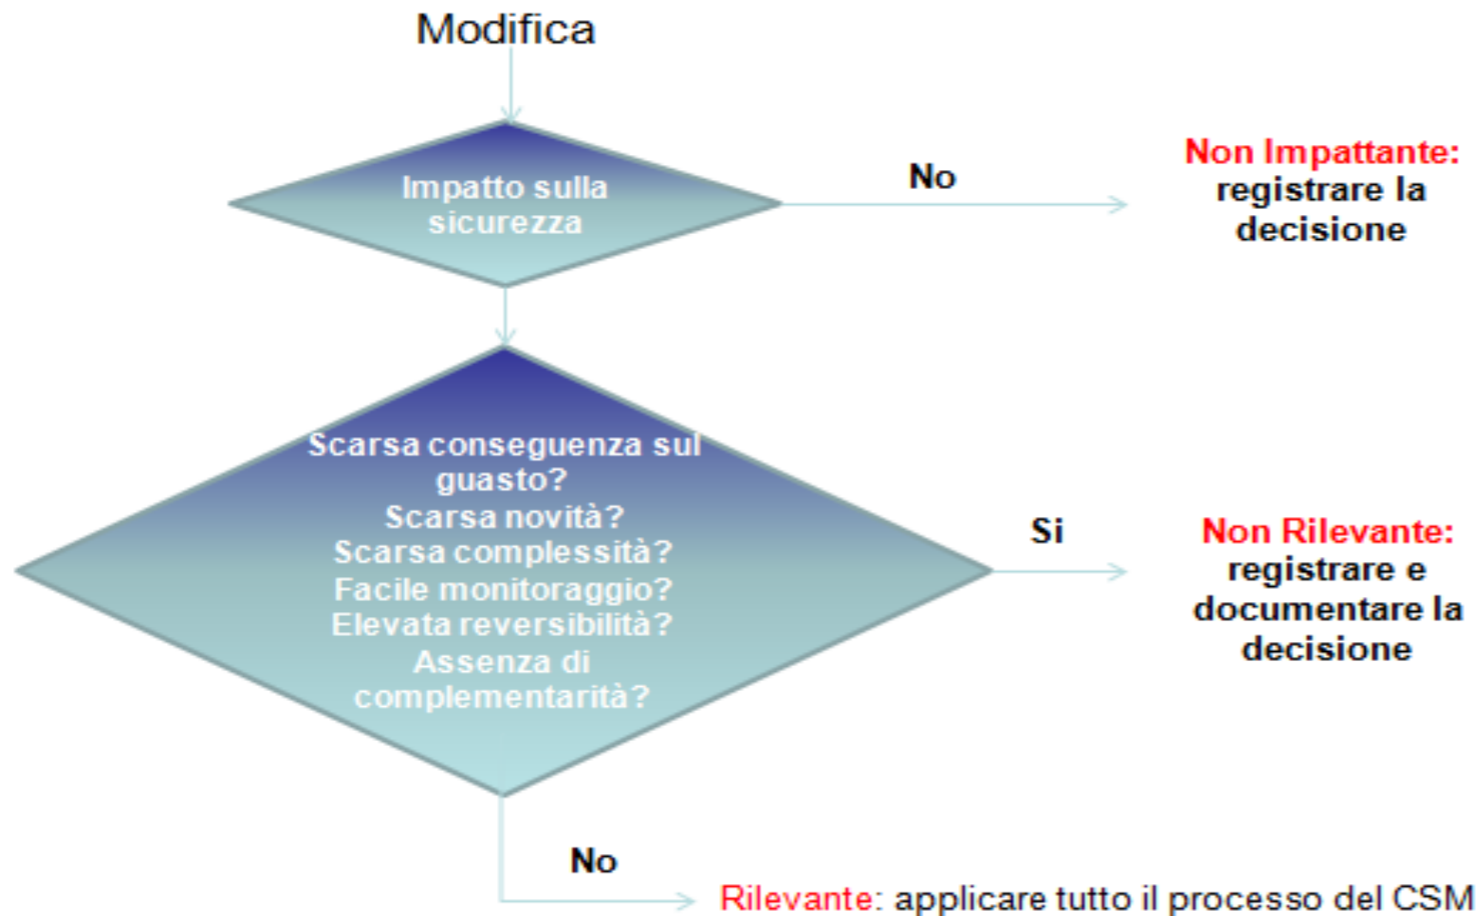 Modifica
Impatto sulla
sicurezza
No
Non Impattante:
registrare la
decisione
Scarsa conseguenza sul
guasto?
Scarsa novità?
Scarsa complessità?
Facile monitoraggio?
Elevata reversibilità?
Assenza di
complementarità?
Si
Non Rilevante:
registrare e
documentare la
decisione
No
Rilevante: applicare tutto il processo del CSM